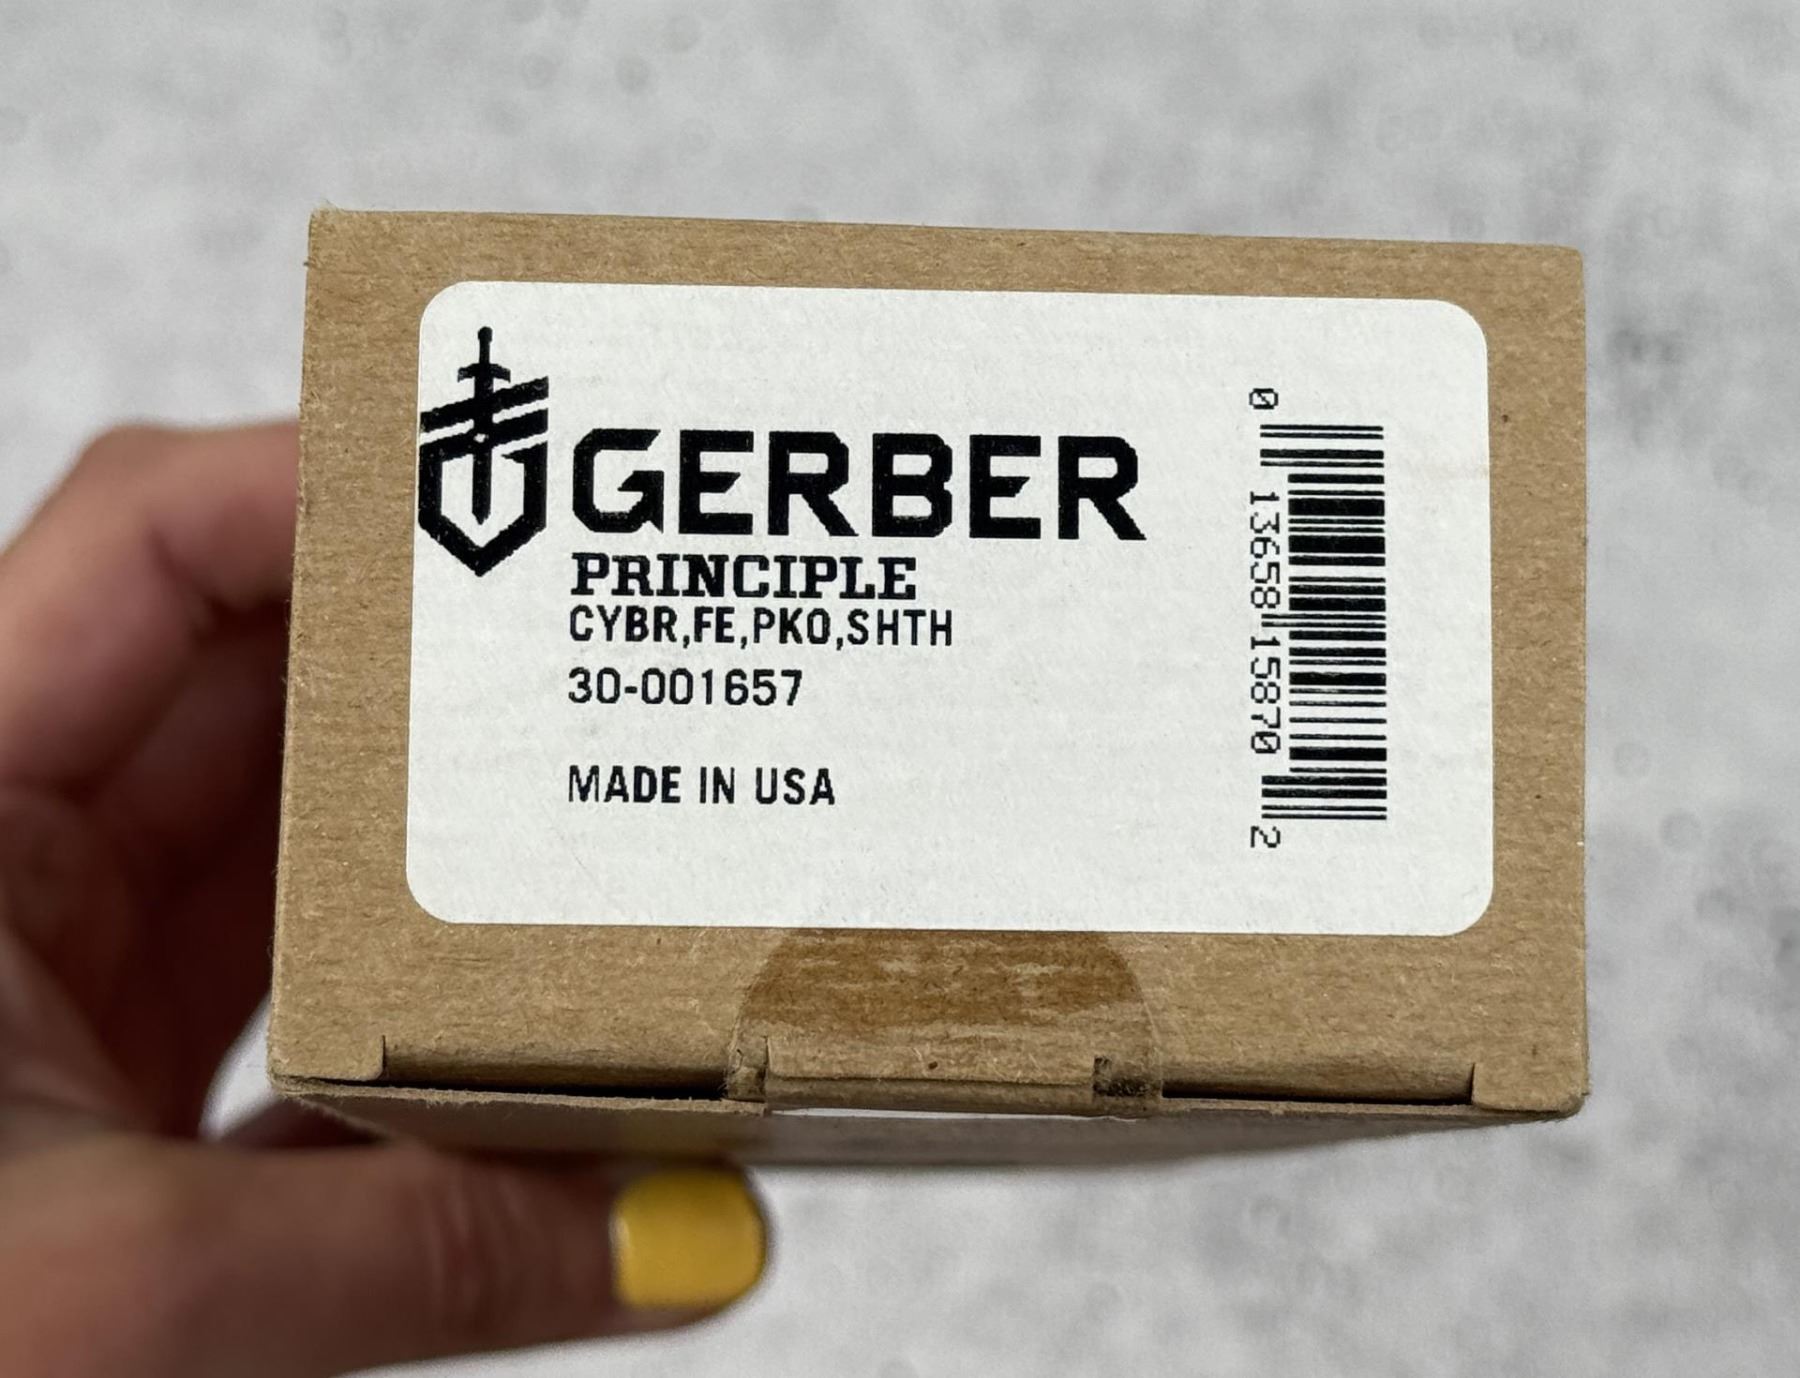 GERBER
PRINCIPLE
CYBR,FE,PKO,SHTH
30-001657
MADE IN USA
0 13658 15870 2